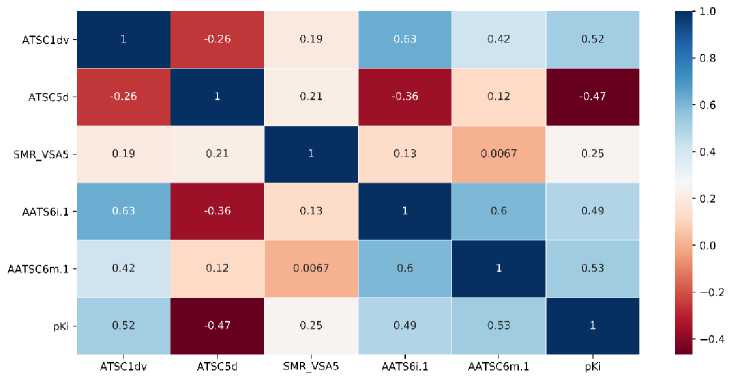 ATSC1dv 1 -0.26 0.19 0.63 0.42 0.52
ATSC5d -0.26 1 0.21 -0.36 0.12 -0.47
SMR_VSA5 0.19 0.21 1 0.13 0.0067 0.25
AATS6i.1 0.63 -0.36 0.13 1 0.6 0.49
AATSC6m.1 0.42 0.12 0.0067 0.6 1 0.53
pKi 0.52 -0.47 0.25 0.49 0.53 1
ATSC1dv ATSC5d SMR_VSA5 AATS6i.1 AATSC6m.1 pKi
1.0
0.8
0.6
0.4
0.2
0.0
−0.2
−0.4